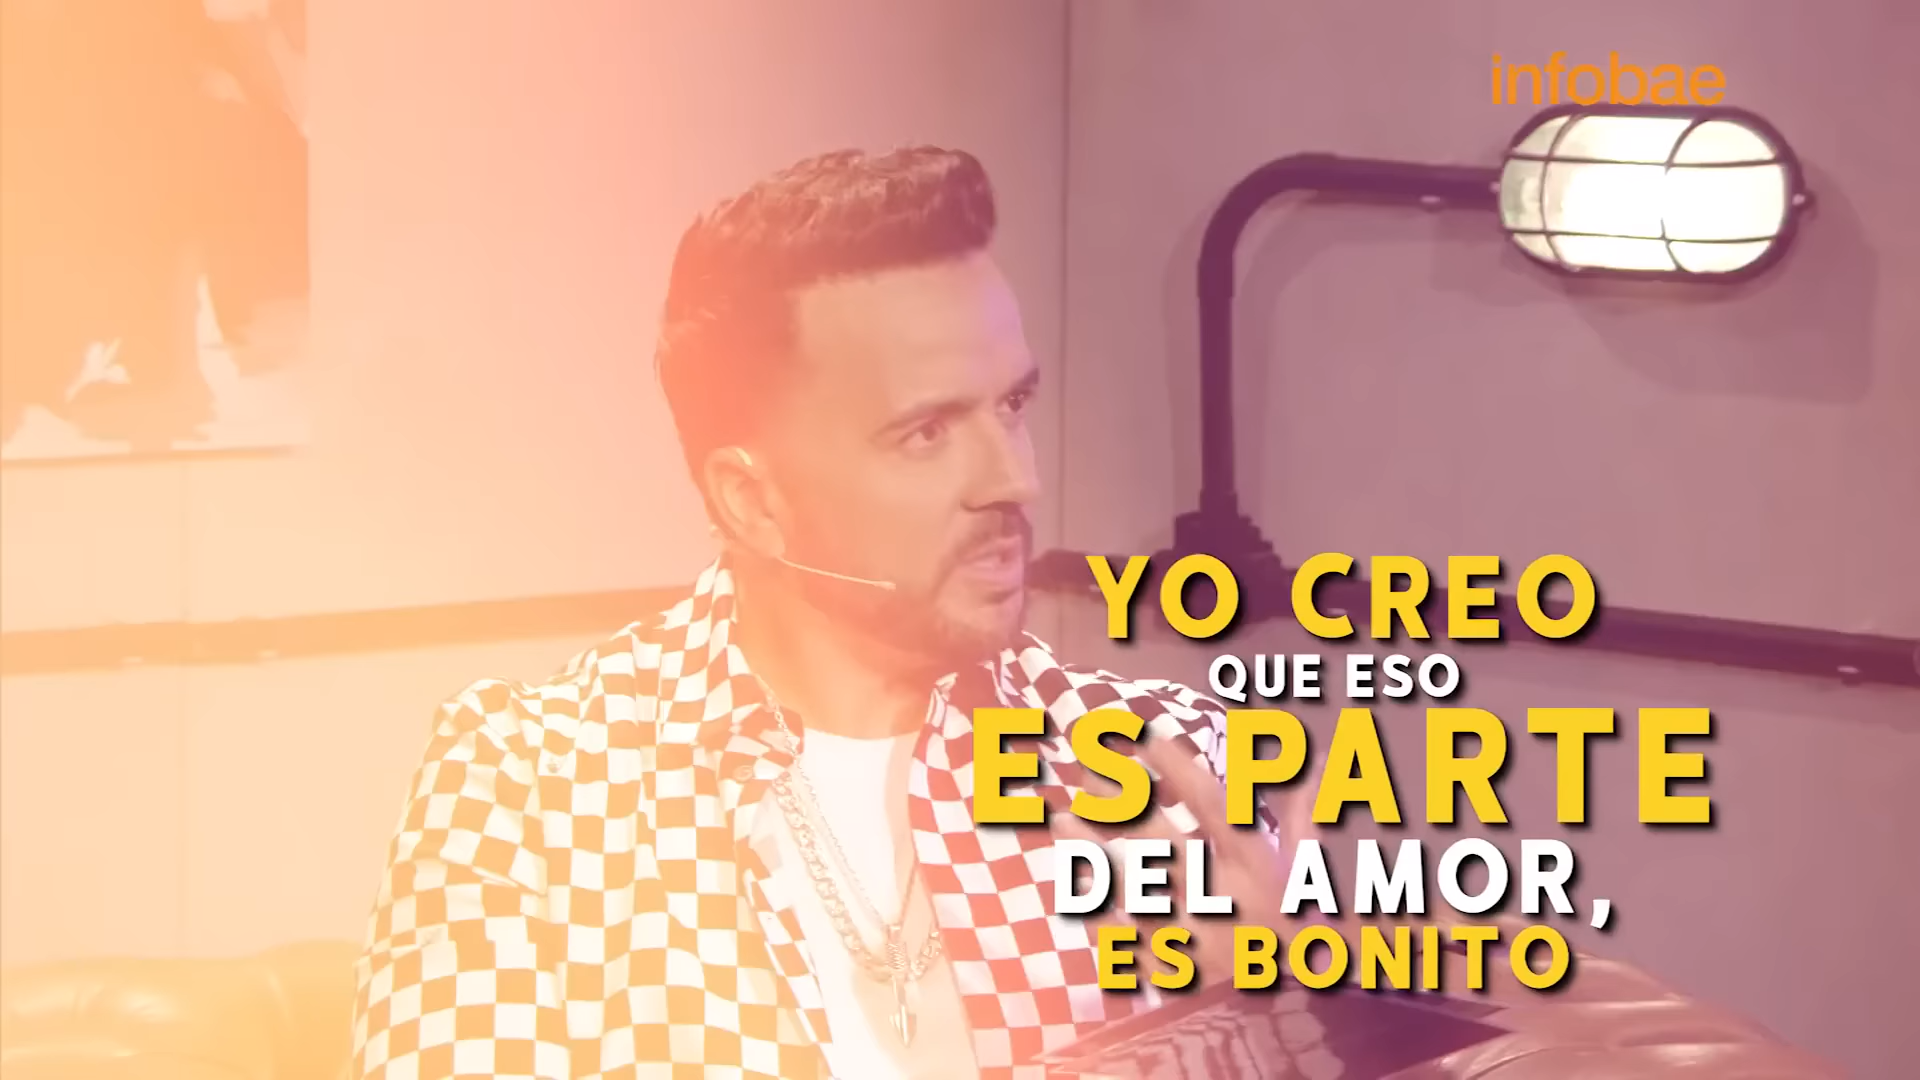 infobae
YO CREO
QUE ESO
ES PARTE
DEL AMOR,
ES BONITO